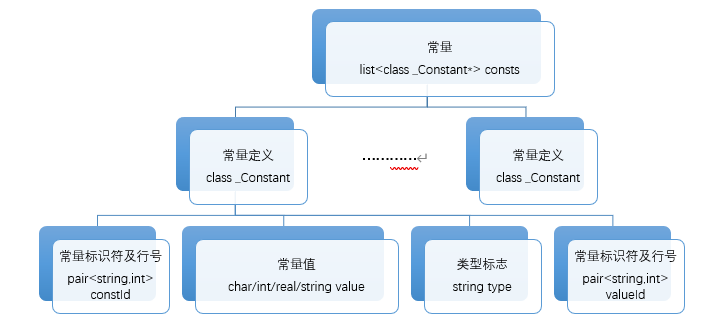 常量
list<class _Constant*> consts
常量定义
class _Constant
…………
常量定义
class _Constant
常量标识符及行号
pair<string,int>
constId
常量值
char/int/real/string value
类型标志
string type
常量标识符及行号
pair<string,int>
valueId